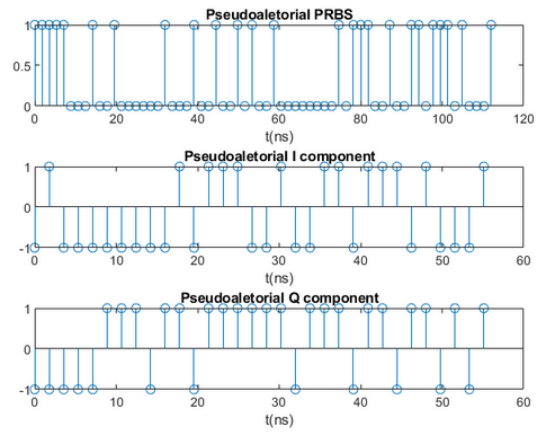 Pseudoaletorial PRBS
1
0.5
0
0 20 40 60 80 100 120
t(ns)
Pseudoaletorial I component
1
0
-1
0 10 20 30 40 50 60
t(ns)
Pseudoaletorial Q component
1
0
-1
0 10 20 30 40 50 60
t(ns)